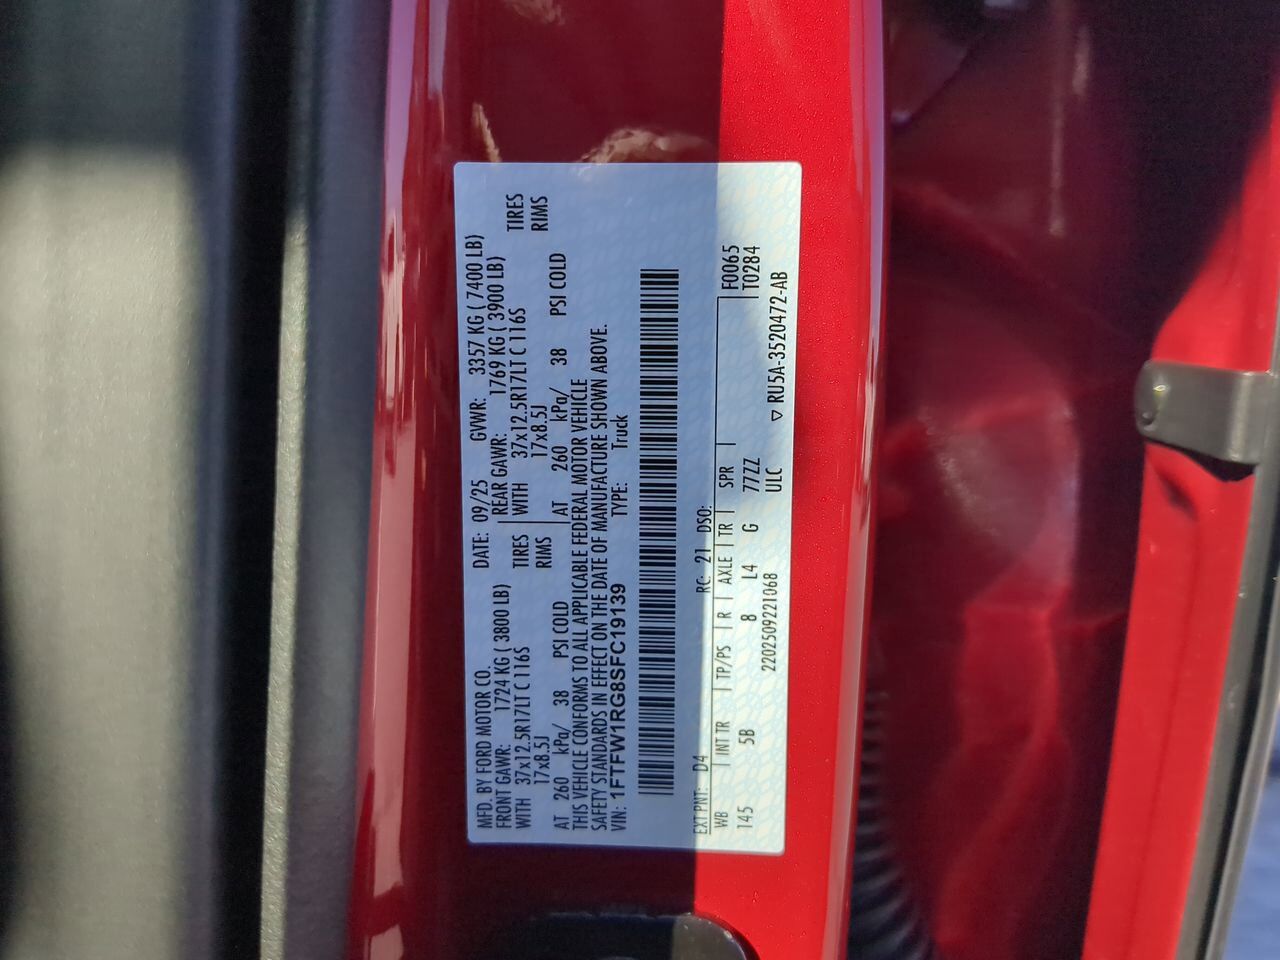 MFD. BY FORD MOTOR CO.
DATE: 09/25 GVWR: 3357 KG ( 7400 LB)
FRONT GAWR: 1724 KG ( 3800 LB)
REAR GAWR: 1769 KG ( 3900 LB)
WITH 37x12.5R17LT C 116S TIRES
WITH 37x12.5R17LT C 116S TIRES
17x8.5J RIMS
17x8.5J RIMS
AT 260 kPa/ 38 PSI COLD
AT 260 kPa/ 38 PSI COLD
THIS VEHICLE CONFORMS TO ALL APPLICABLE FEDERAL MOTOR VEHICLE
SAFETY STANDARDS IN EFFECT ON THE DATE OF MANUFACTURE SHOWN ABOVE.
VIN: 1FTFW1RG8SFC19139 TYPE: Truck
EXT PNT: D4 RC: 21 DSO: F0065
WB INT TR TP/PS R AXLE TR SPR T0284
145 5B 8 L4 G 77ZZ
2202509221068 ULC ▽ RU5A-3520472-AB